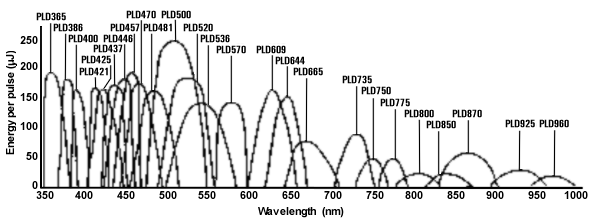 PLD470 PLD500
PLD365 PLD457 PLD520
PLD386 PLD446 PLD481
PLD400 PLD437 PLD536
PLD425 PLD570 PLD609
PLD421 PLD644
PLD665 PLD735
PLD750
PLD775
PLD800 PLD870
PLD850 PLD925 PLD960
Energy per pulse (µJ)
250
200
150
100
50
0
350 400 450 500 550 600 650 700 750 800 850 900 950 1000
Wavelength (nm)